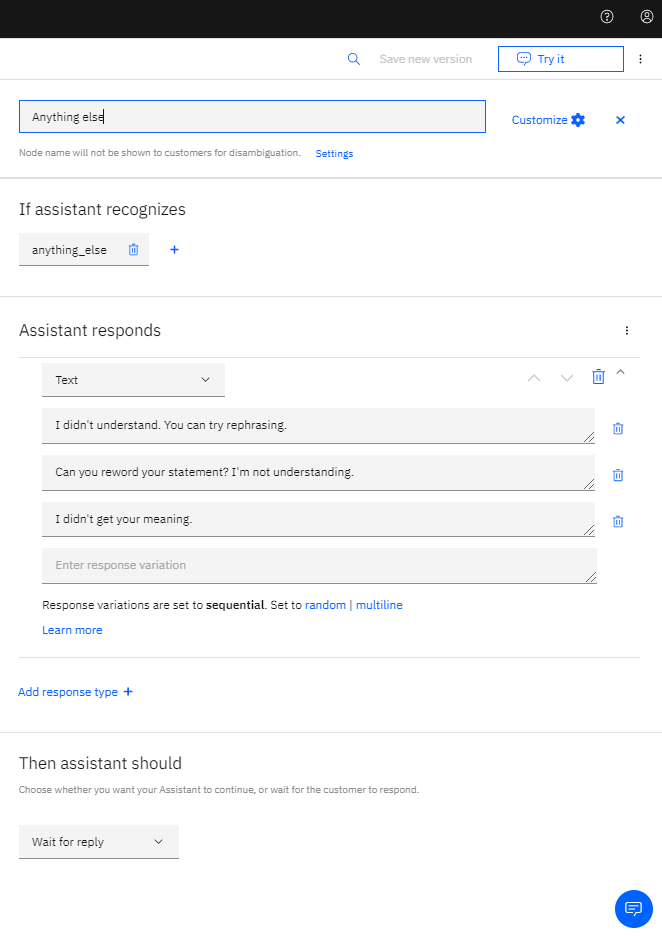 Save new version
Try it
Anything else
Customize
Node name will not be shown to customers for disambiguation. Settings
If assistant recognizes
anything_else
Assistant responds
Text
I didn't understand. You can try rephrasing.
Can you reword your statement? I'm not understanding.
I didn't get your meaning.
Enter response variation
Response variations are set to sequential. Set to random | multiline
Learn more
Add response type +
Then assistant should
Choose whether you want your Assistant to continue, or wait for the customer to respond.
Wait for reply